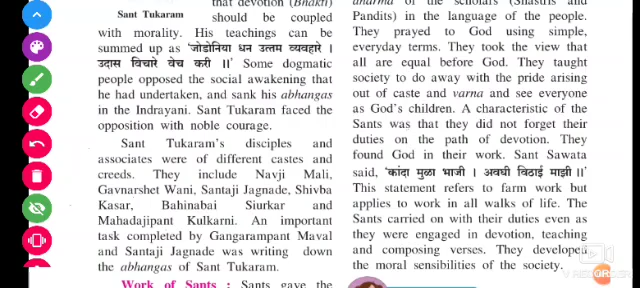 that devotion (Bhakti)
Sant Tukaram
should be coupled
with morality. His teachings can be
summed up as 'जोडोनिया धन उत्तम व्यवहारे ।
उदास विचारे वेच करी ॥' Some dogmatic
people opposed the social awakening that
he had undertaken, and sank his abhangas
in the Indrayani. Sant Tukaram faced the
opposition with noble courage.
Sant Tukaram's disciples and
associates were of different castes and
creeds. They include Navji Mali,
Gavnarshet Wani, Santaji Jagnade, Shivba
Kasar, Bahinabai Siurkar and
Mahadajipant Kulkarni. An important
task completed by Gangarampant Maval
and Santaji Jagnade was writing down
the abhangas of Sant Tukaram.
Work of Sants : Sants gave the
dharma of the scholars (Shastris and
Pandits) in the language of the people.
They prayed to God using simple,
everyday terms. They took the view that
all are equal before God. They taught
society to do away with the pride arising
out of caste and varna and see everyone
as God's children. A characteristic of the
Sants was that they did not forget their
duties on the path of devotion. They
found God in their work. Sant Sawata
said, 'कांदा मुळा भाजी । अवघी विठाई माझी ॥'
This statement refers to farm work but
applies to work in all walks of life. The
Sants carried on with their duties even as
they were engaged in devotion, teaching
and composing verses. They developed
the moral sensibilities of the society.